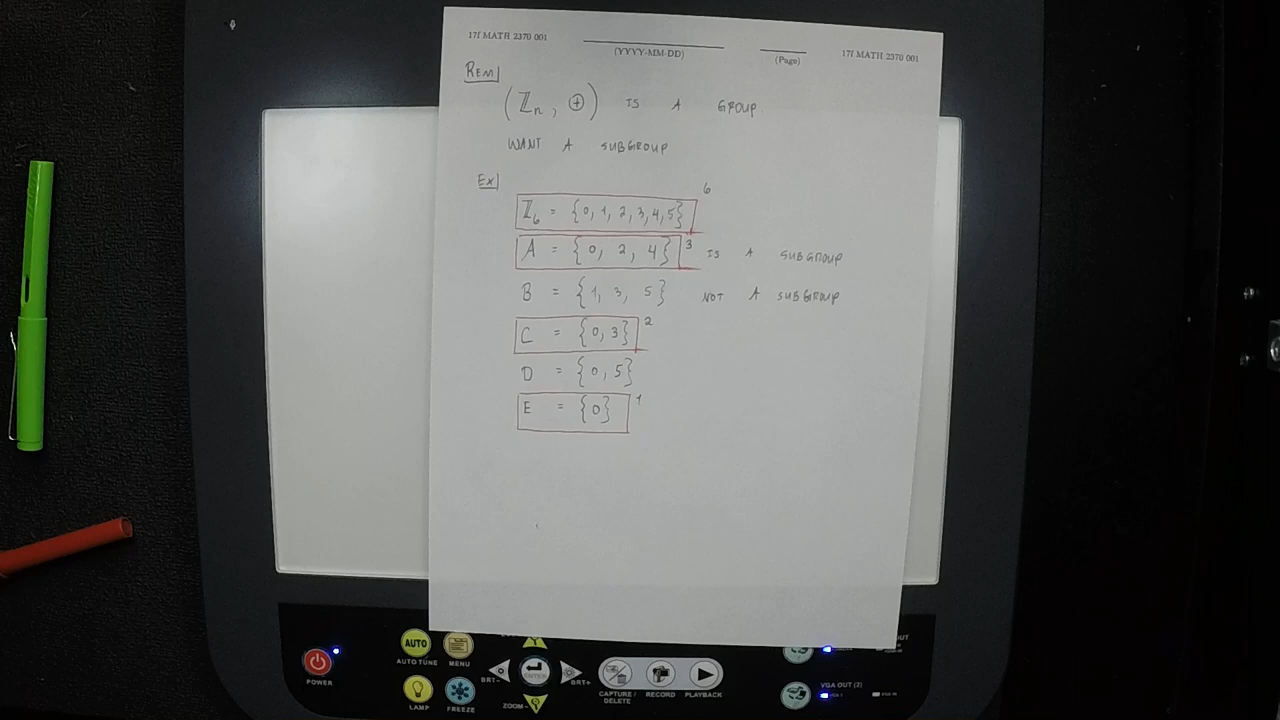 17f MATH 2370 001
(YYYY-MM-DD)
(Page)
17f MATH 2370 001
REM
(ℤn, ⊕) IS A GROUP
WANT A SUBGROUP
EX
ℤ6 = {0, 1, 2, 3, 4, 5} 6
A = {0, 2, 4} 3 IS A SUBGROUP
B = {1, 3, 5} NOT A SUBGROUP
C = {0, 3} 2
D = {0, 5}
E = {0} 1
AUTO
AUTO TUNE
MENU
POWER
LAMP
FREEZE
BRT-
ENTER
BRT+
ZOOM-
CAPTURE / DELETE
RECORD
PLAYBACK
VGA OUT (2)